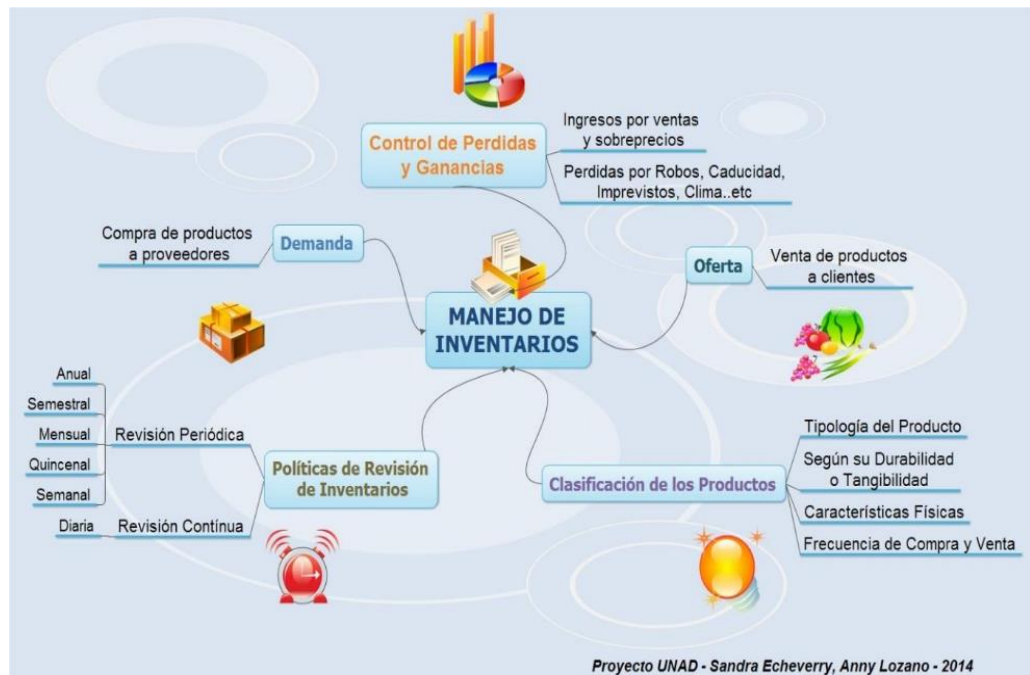 Control de Perdidas
y Ganancias
Ingresos por ventas
y sobreprecios
Perdidas por Robos, Caducidad,
Imprevistos, Clima..etc
Compra de productos
a proveedores
Demanda
Oferta
Venta de productos
a clientes
MANEJO DE
INVENTARIOS
Anual
Semestral
Mensual
Quincenal
Semanal
Revisión Periódica
Diaria
Revisión Contínua
Políticas de Revisión
de Inventarios
Clasificación de los Productos
Tipología del Producto
Según su Durabilidad
o Tangibilidad
Características Físicas
Frecuencia de Compra y Venta
Proyecto UNAD - Sandra Echeverry, Anny Lozano - 2014